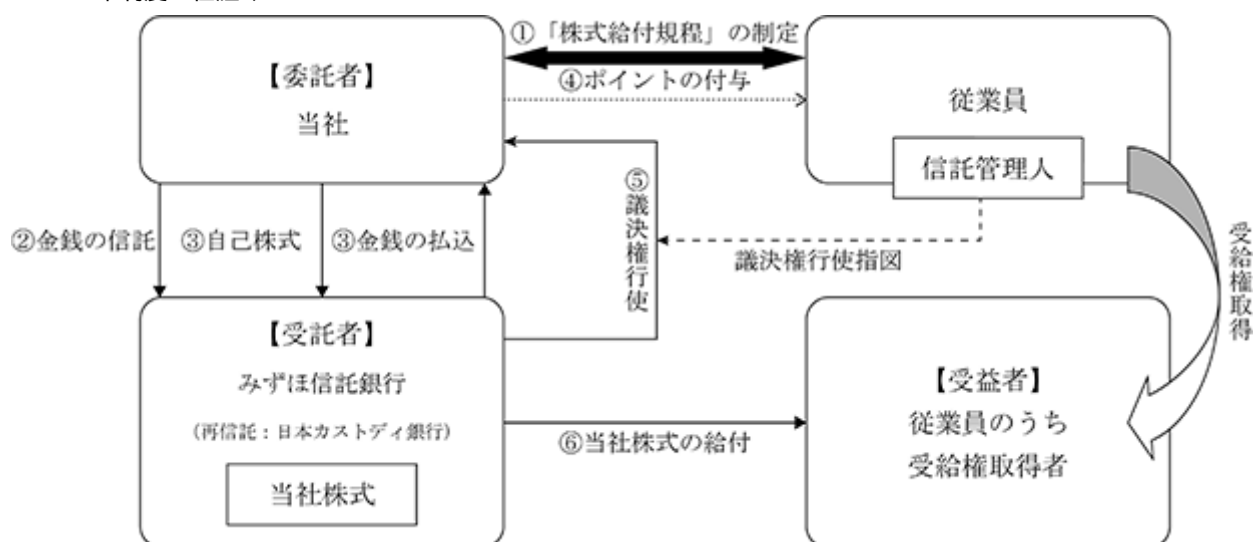 ①「株式給付規程」の制定
④ポイントの付与
【委託者】
当社
従業員
信託管理人
②金銭の信託
③自己株式
③金銭の払込
⑤議決権行使
議決権行使指図
受給権取得
【受託者】
みずほ信託銀行
(再信託:日本カストディ銀行)
当社株式
⑥当社株式の給付
【受益者】
従業員のうち
受給権取得者